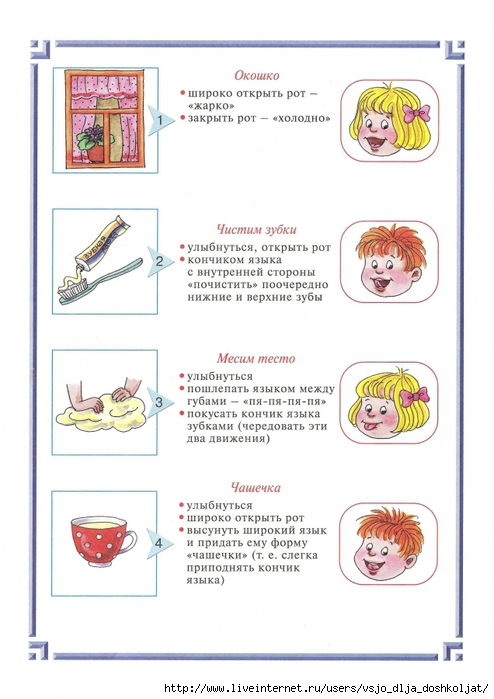 Окошко
• широко открыть рот –
«жарко»
• закрыть рот – «холодно»
1
Чистим зубки
• улыбнуться, открыть рот
• кончиком языка
с внутренней стороны
«почистить» поочередно
нижние и верхние зубы
ЗУБНАЯ
2
Месим тесто
• улыбнуться
• пошлепать языком между
губами – «пя-пя-пя-пя»
• покусать кончик языка
зубками (чередовать эти
два движения)
3
Чашечка
• улыбнуться
• широко открыть рот
• высунуть широкий язык
и придать ему форму
«чашечки» (т. е. слегка
приподнять кончик
языка)
4
http://www.liveinternet.ru/users/vsjo_dlja_doshkoljat/